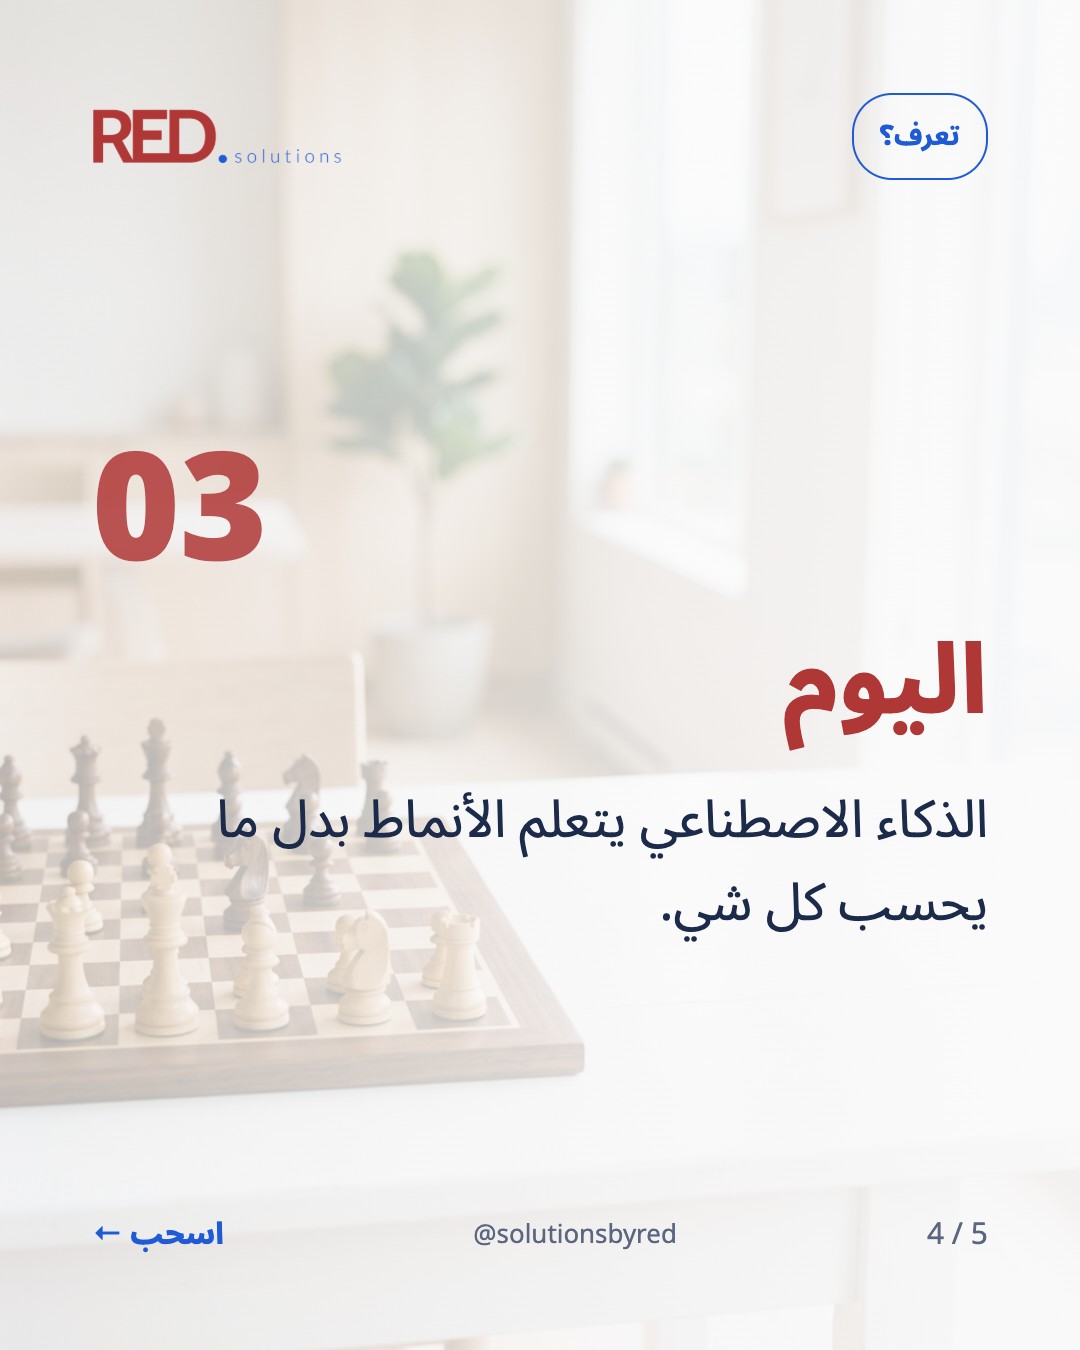 RED.solutions
تعرف؟
03
اليوم
الذكاء الاصطناعي يتعلم الأنماط بدل ما
يحسب كل شي.
4 / 5
@solutionsbyred
اسحب ←